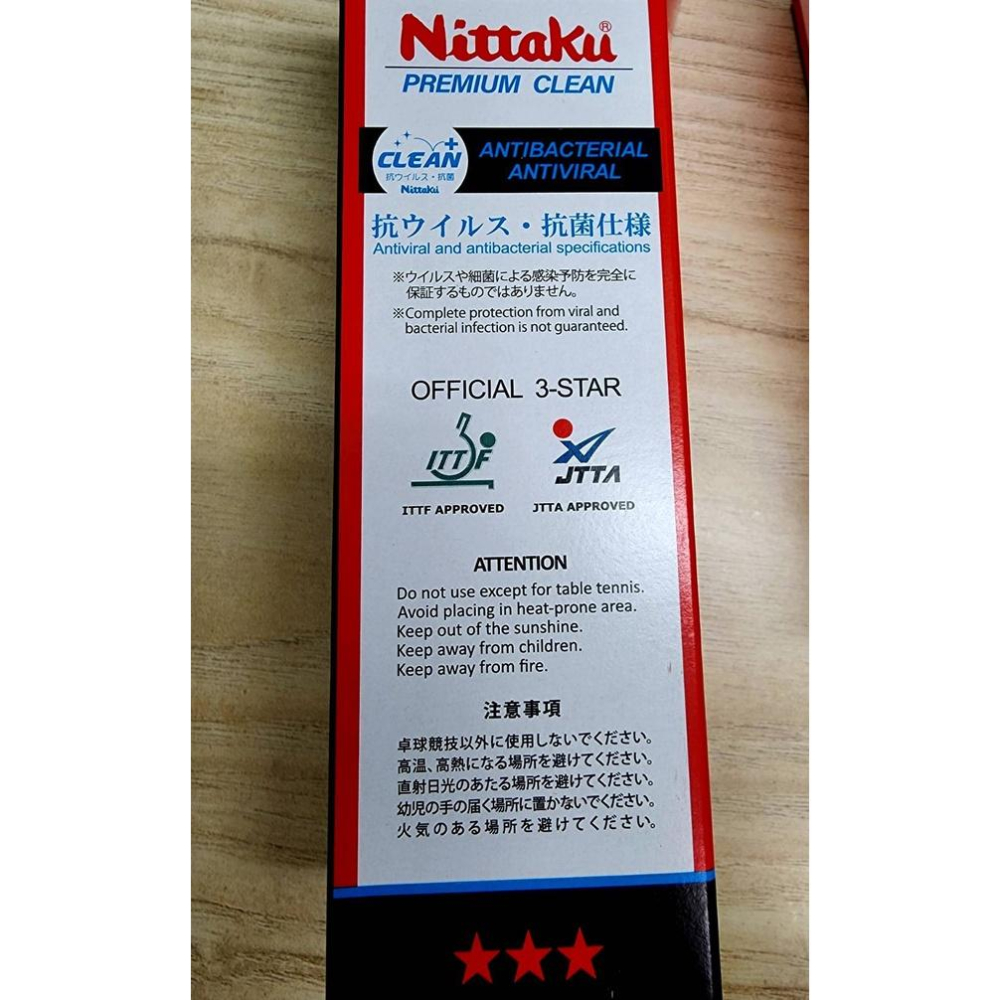 Nittaku®
PREMIUM CLEAN
CLEAN
抗ウイルス・抗菌
Nittaku
ANTIBACTERIAL
ANTIVIRAL
抗ウイルス・抗菌仕様
Antiviral and antibacterial specifications
※ウイルスや細菌による感染予防を完全に
保証するものではありません。
※Complete protection from viral and
bacterial infection is not guaranteed.
OFFICIAL 3-STAR
ITTF
JTTA
ITTF APPROVED
JTTA APPROVED
ATTENTION
Do not use except for table tennis.
Avoid placing in heat-prone area.
Keep out of the sunshine.
Keep away from children.
Keep away from fire.
注意事項
卓球競技以外に使用しないでください。
高温、高熱になる場所を避けてください。
直射日光のあたる場所を避けてください。
幼児の手の届く場所に置かないでください。
火気のある場所を避けてください。